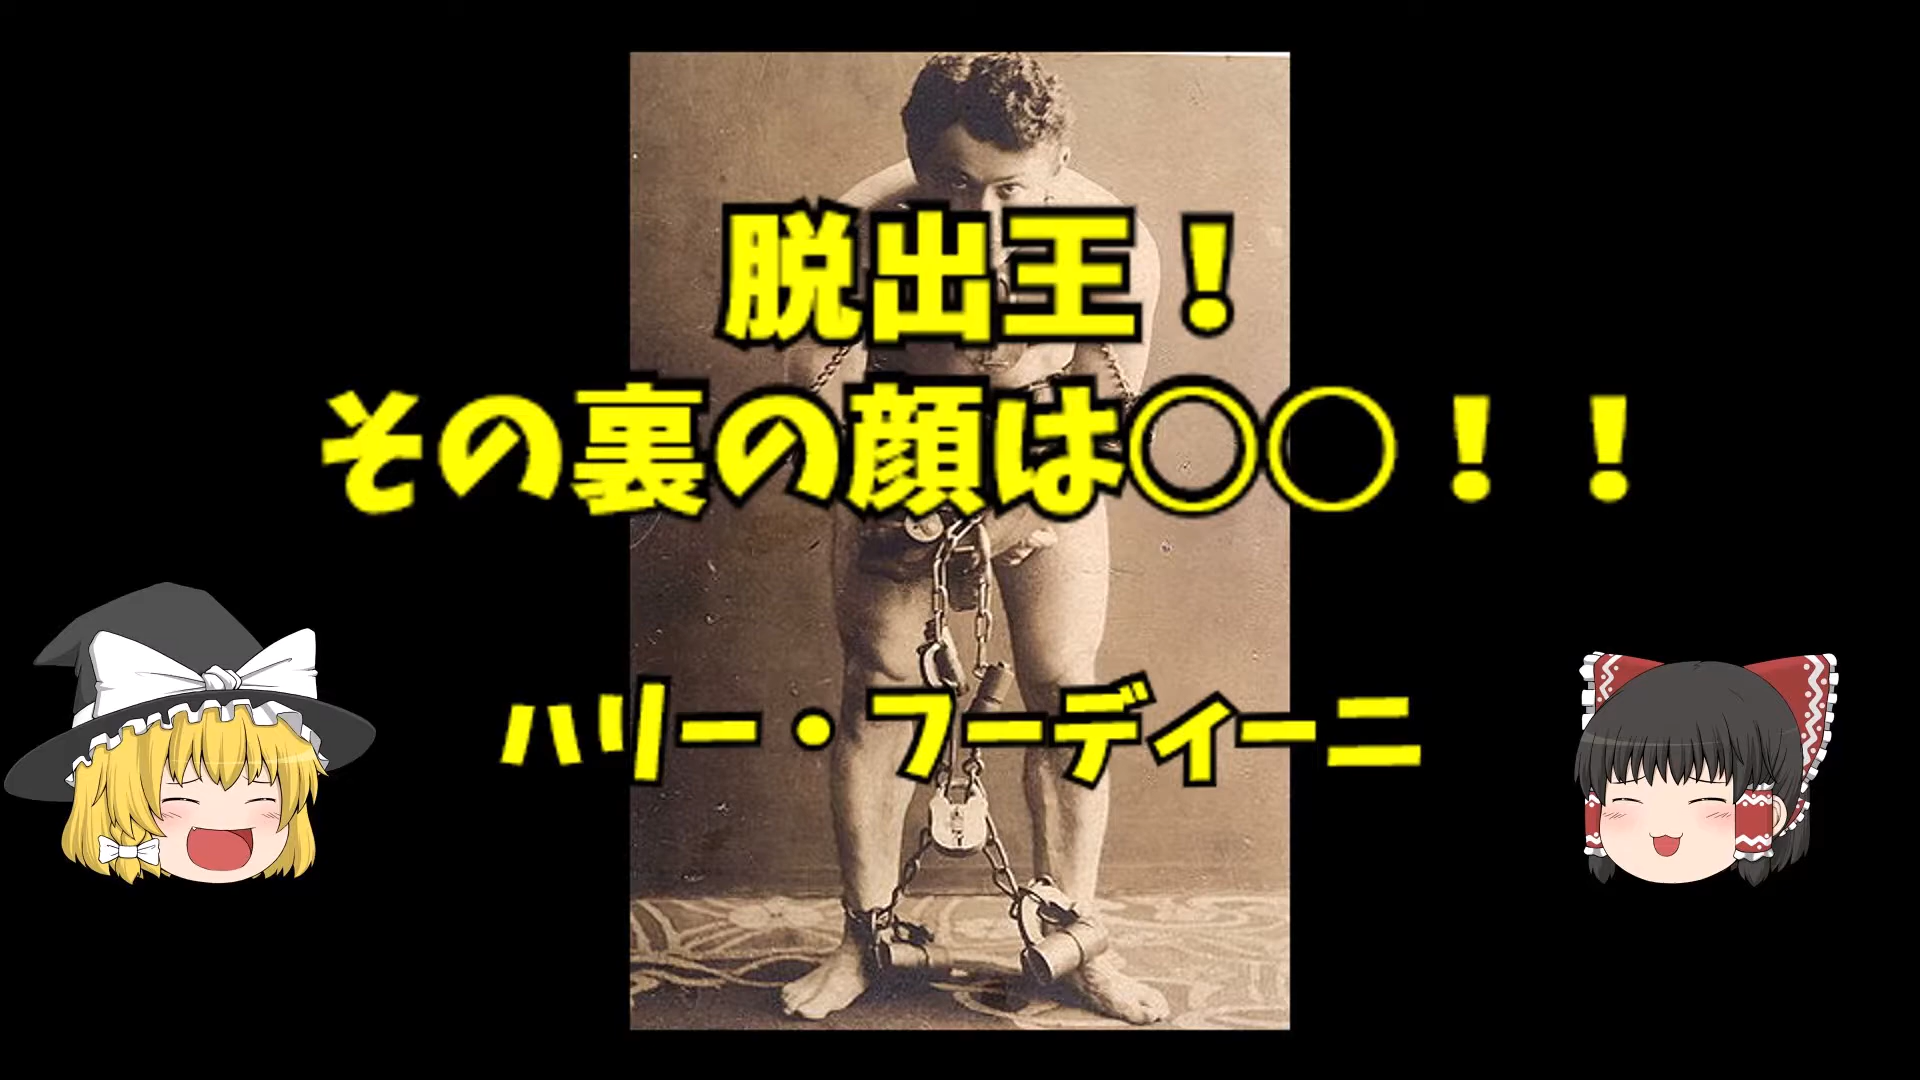 脱出王！
その裏の顔は○○！！
ハリー・フーディーニ